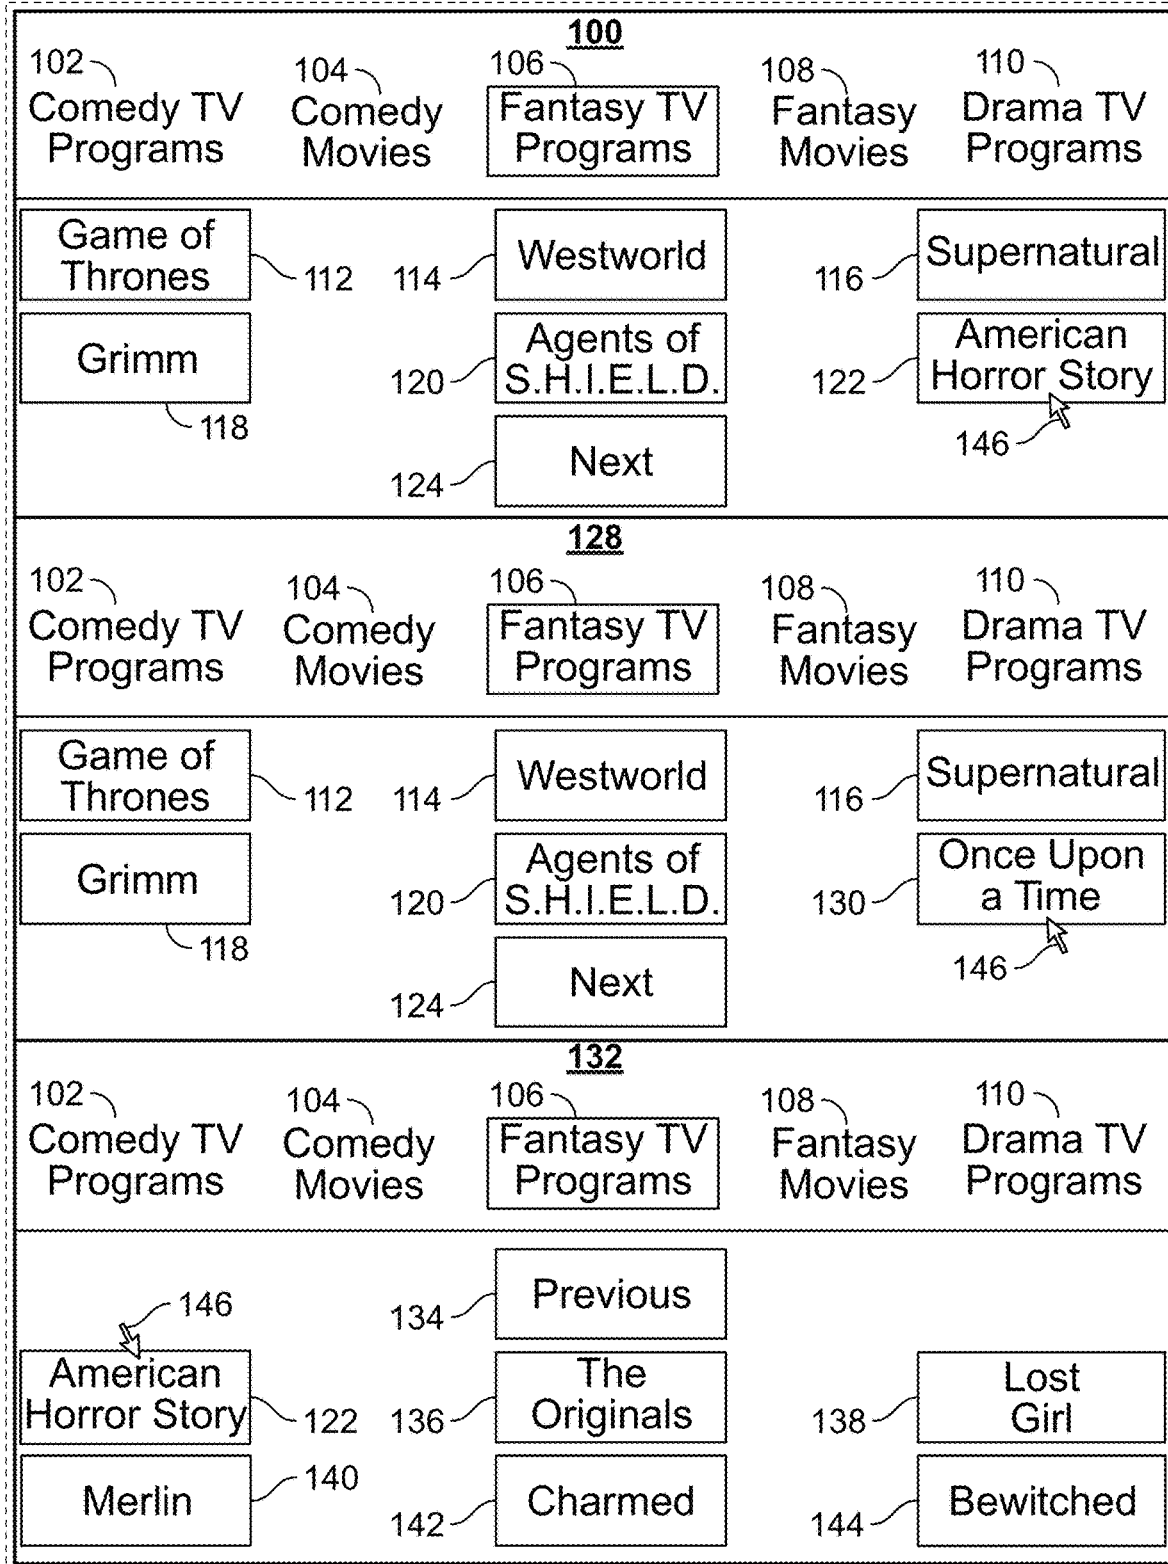 100
102 104 106 108 110
Comedy TV Comedy Fantasy TV Fantasy Drama TV
Programs Movies Programs Movies Programs
Game of
Thrones
112
114
Westworld
116
Supernatural
Grimm
118
120
Agents of
S.H.I.E.L.D.
122
American
Horror Story
146
124
Next
128
102 104 106 108 110
Comedy TV Comedy Fantasy TV Fantasy Drama TV
Programs Movies Programs Movies Programs
Game of
Thrones
112
114
Westworld
116
Supernatural
Grimm
118
120
Agents of
S.H.I.E.L.D.
130
Once Upon
a Time
146
124
Next
132
102 104 106 108 110
Comedy TV Comedy Fantasy TV Fantasy Drama TV
Programs Movies Programs Movies Programs
134
Previous
146
American
Horror Story
122
136
The
Originals
138
Lost
Girl
Merlin
140
142
Charmed
144
Bewitched